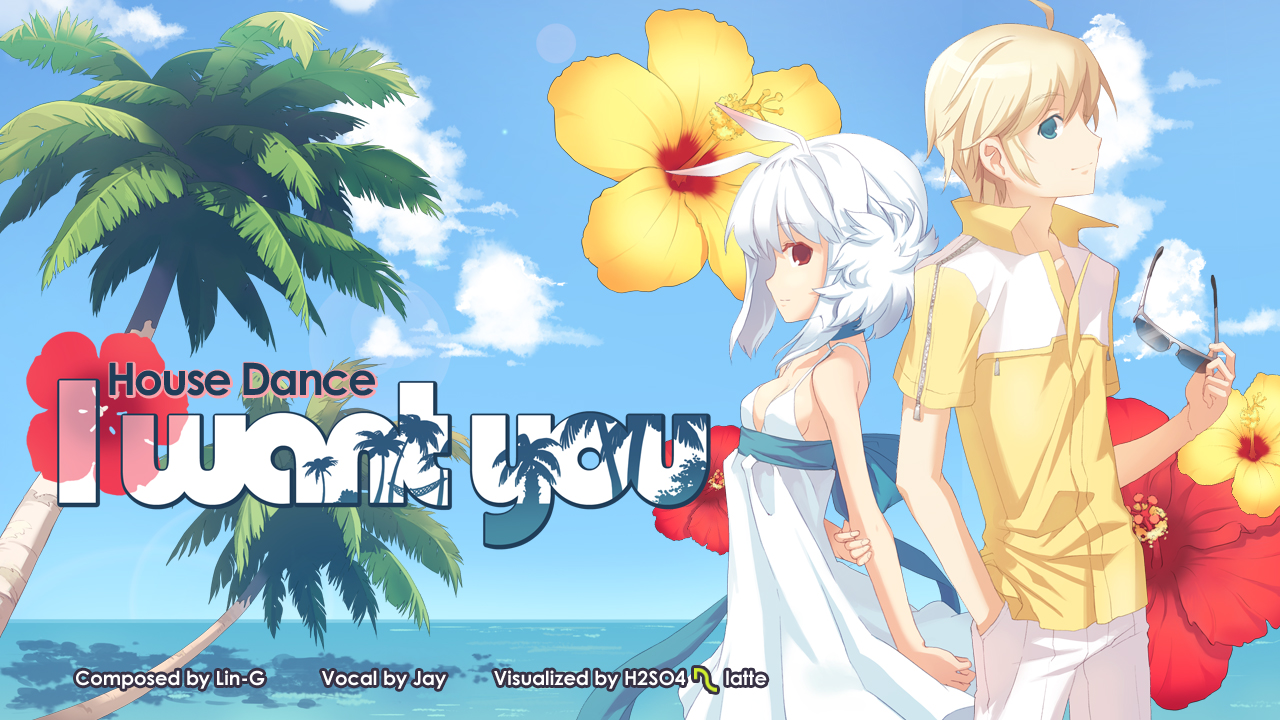 House Dance
I want you
Composed by Lin-G Vocal by Jay Visualized by H2SO4 latte